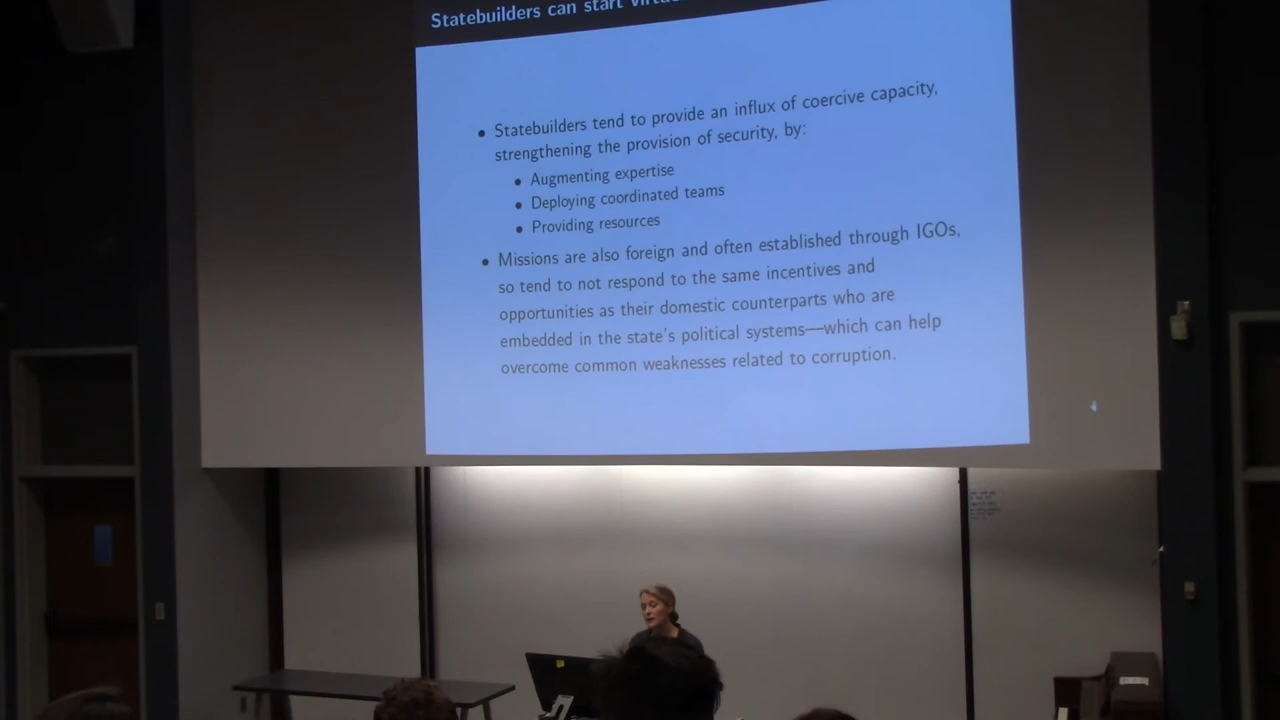 Statebuilders can start
• Statebuilders tend to provide an influx of coercive capacity,
strengthening the provision of security, by:
• Augmenting expertise
• Deploying coordinated teams
• Providing resources
• Missions are also foreign and often established through IGOs,
so tend to not respond to the same incentives and
opportunities as their domestic counterparts who are
embedded in the state's political systems—which can help
overcome common weaknesses related to corruption.